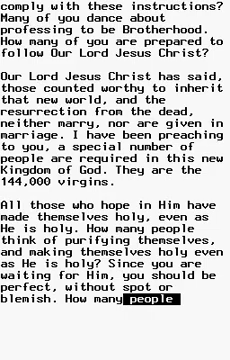 comply with these instructions?
Many of you dance about
professing to be Brotherhood.
How many of you are prepared to
follow Our Lord Jesus Christ?

Our Lord Jesus Christ has said,
those counted worthy to inherit
that new world, and the
resurrection from the dead,
neither marry, nor are given in
marriage. I have been preaching
to you, a special number of
people are required in this new
Kingdom of God. They are the
144,000 virgins.

All those who hope in Him have
made themselves holy, even as
He is holy. How many people
think of purifying themselves,
and making themselves holy even
as He is holy? Since you are
waiting for Him, you should be
perfect, without spot or
blemish. How many people